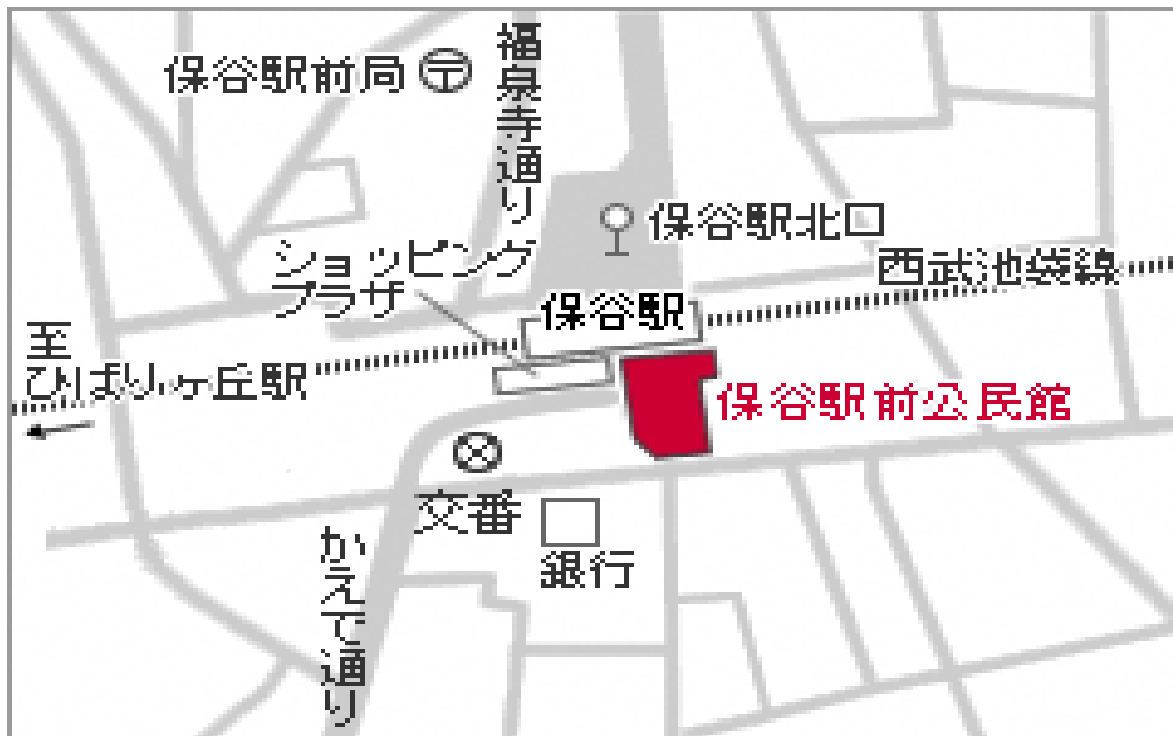 保谷駅前局
福泉寺通り
保谷駅北口
ショッピング
プラザ
西武池袋線
保谷駅
至
ひばりヶ丘駅
保谷駅前公民館
交番
銀行
かえで通り